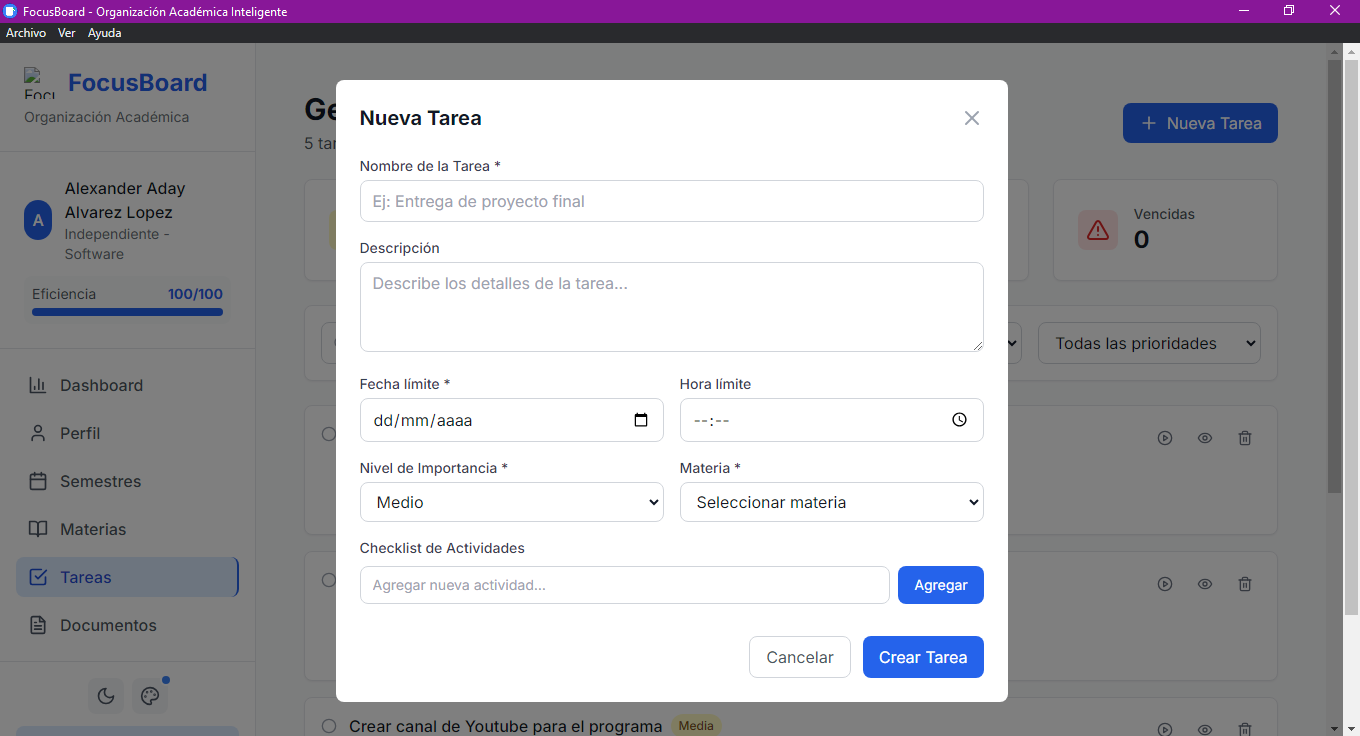 FocusBoard - Organización Académica Inteligente
Archivo Ver Ayuda
FocusBoard
Organización Académica
Alexander Aday
Alvarez Lopez
A
Independiente -
Software
Eficiencia 100/100
Dashboard
Perfil
Semestres
Materias
Tareas
Documentos
Ge
5 tar
+ Nueva Tarea
Vencidas
0
Todas las prioridades
Nueva Tarea
Nombre de la Tarea *
Ej: Entrega de proyecto final
Descripción
Describe los detalles de la tarea...
Fecha límite * Hora límite
dd/mm/aaaa --:--
Nivel de Importancia * Materia *
Medio Seleccionar materia
Checklist de Actividades
Agregar nueva actividad... Agregar
Cancelar Crear Tarea
Crear canal de Youtube para el programa Media